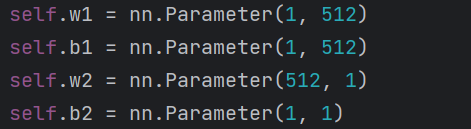 self.w1 = nn.Parameter(1, 512)
self.b1 = nn.Parameter(1, 512)
self.w2 = nn.Parameter(512, 1)
self.b2 = nn.Parameter(1, 1)